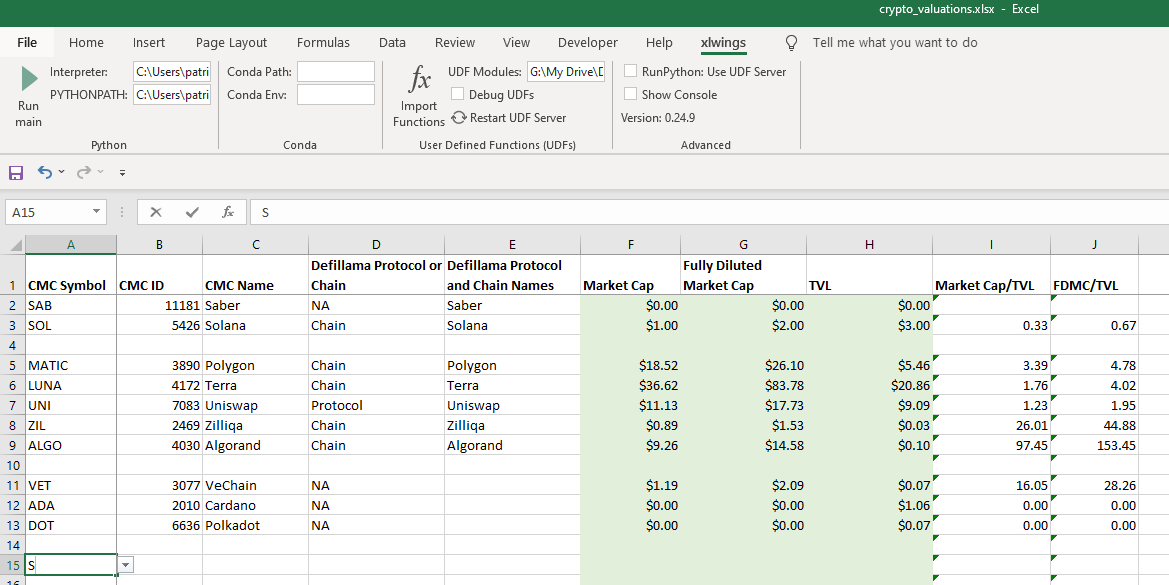 crypto_valuations.xlsx - Excel
File Home Insert Page Layout Formulas Data Review View Developer Help xlwings Tell me what you want to do
Run main
Interpreter: C:\Users\patri
PYTHONPATH: C:\Users\patri
Python
Conda Path:
Conda Env:
Conda
fx
Import Functions
UDF Modules: G:\My Drive\D
Debug UDFs
Restart UDF Server
User Defined Functions (UDFs)
RunPython: Use UDF Server
Show Console
Version: 0.24.9
Advanced
A15 fx S
A B C D E F G H I J
1 CMC Symbol CMC ID CMC Name Defillama Protocol or Chain Defillama Protocol and Chain Names Market Cap Fully Diluted Market Cap TVL Market Cap/TVL FDMC/TVL
2 SAB 11181 Saber NA Saber $0.00 $0.00 $0.00
3 SOL 5426 Solana Chain Solana $1.00 $2.00 $3.00 0.33 0.67
4
5 MATIC 3890 Polygon Chain Polygon $18.52 $26.10 $5.46 3.39 4.78
6 LUNA 4172 Terra Chain Terra $36.62 $83.78 $20.86 1.76 4.02
7 UNI 7083 Uniswap Protocol Uniswap $11.13 $17.73 $9.09 1.23 1.95
8 ZIL 2469 Zilliqa Chain Zilliqa $0.89 $1.53 $0.03 26.01 44.88
9 ALGO 4030 Algorand Chain Algorand $9.26 $14.58 $0.10 97.45 153.45
10
11 VET 3077 VeChain NA $1.19 $2.09 $0.07 16.05 28.26
12 ADA 2010 Cardano NA $0.00 $0.00 $1.06 0.00 0.00
13 DOT 6636 Polkadot NA $0.00 $0.00 $0.07 0.00 0.00
14
15 S